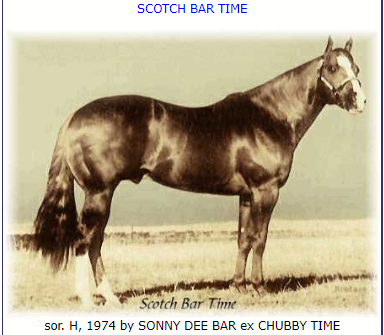 SCOTCH BAR TIME
Scotch Bar Time
sor. H, 1974 by SONNY DEE BAR ex CHUBBY TIME